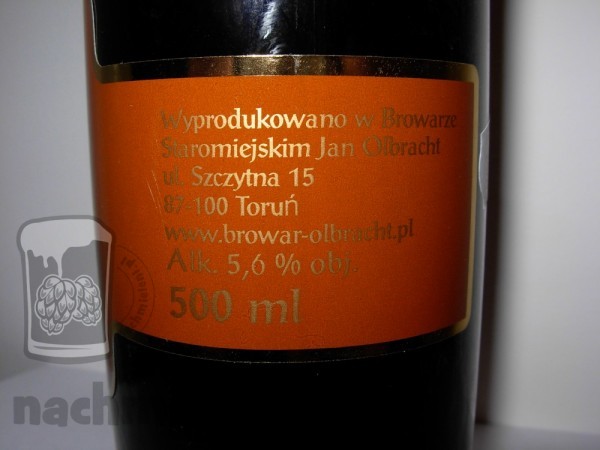 Wyprodukowano w Browarze
Staromiejskim Jan Olbracht
ul. Szczytna 15
87-100 Toruń
www.browar-olbracht.pl
Alk. 5,6 % obj.
500 ml
nach